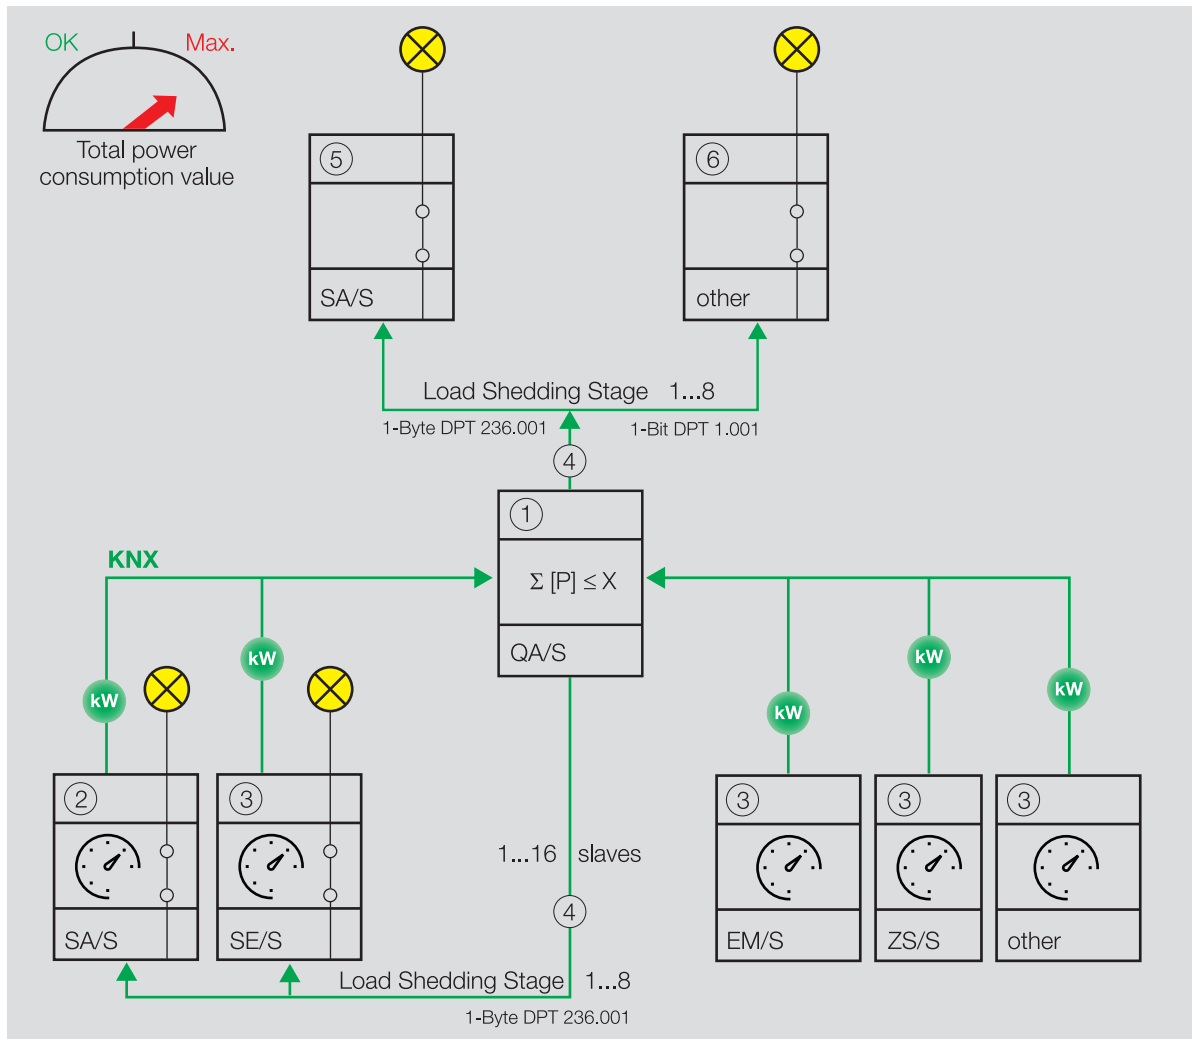 OK Max.
Total power
consumption value
5
6
SA/S
other
Load Shedding Stage 1...8
1-Byte DPT 236.001
1-Bit DPT 1.001
4
1
KNX
Σ [P] ≤ X
QA/S
kW
kW
kW
kW
kW
2
3
3
3
3
1...16 slaves
4
SA/S
SE/S
EM/S
ZS/S
other
Load Shedding Stage 1...8
1-Byte DPT 236.001